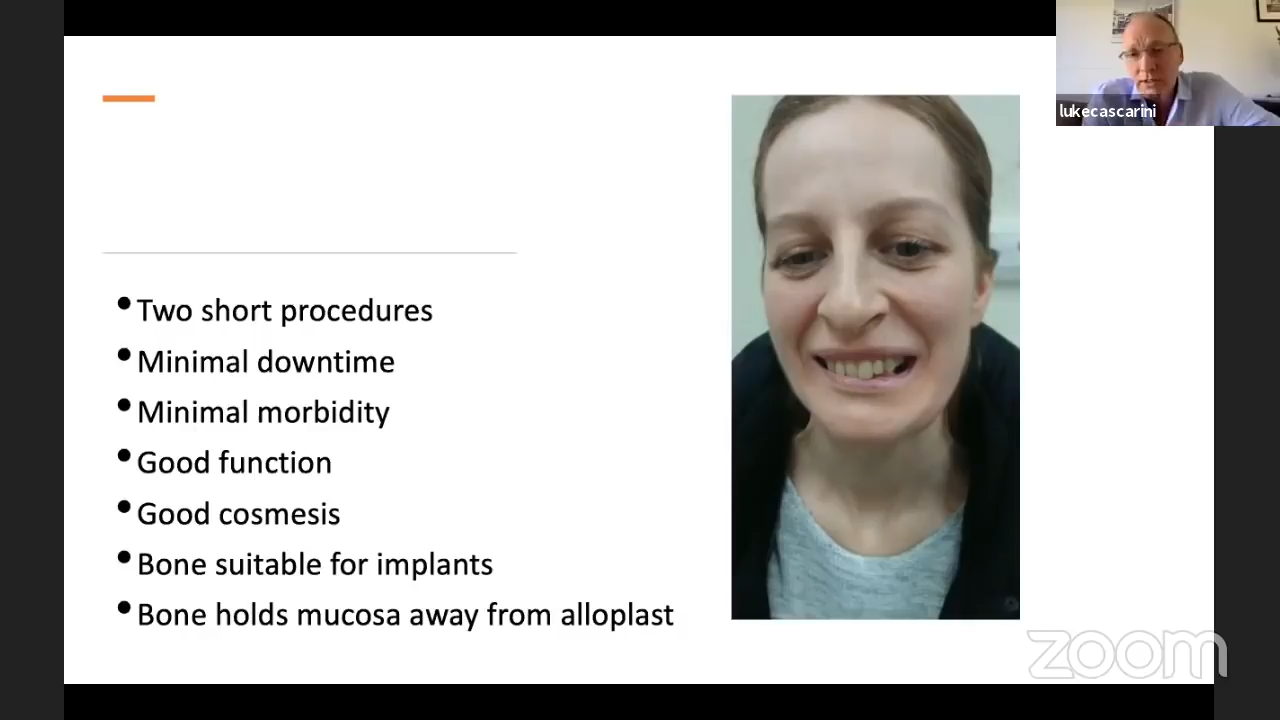 lukecascarini
• Two short procedures
• Minimal downtime
• Minimal morbidity
• Good function
• Good cosmesis
• Bone suitable for implants
• Bone holds mucosa away from alloplast
zoom